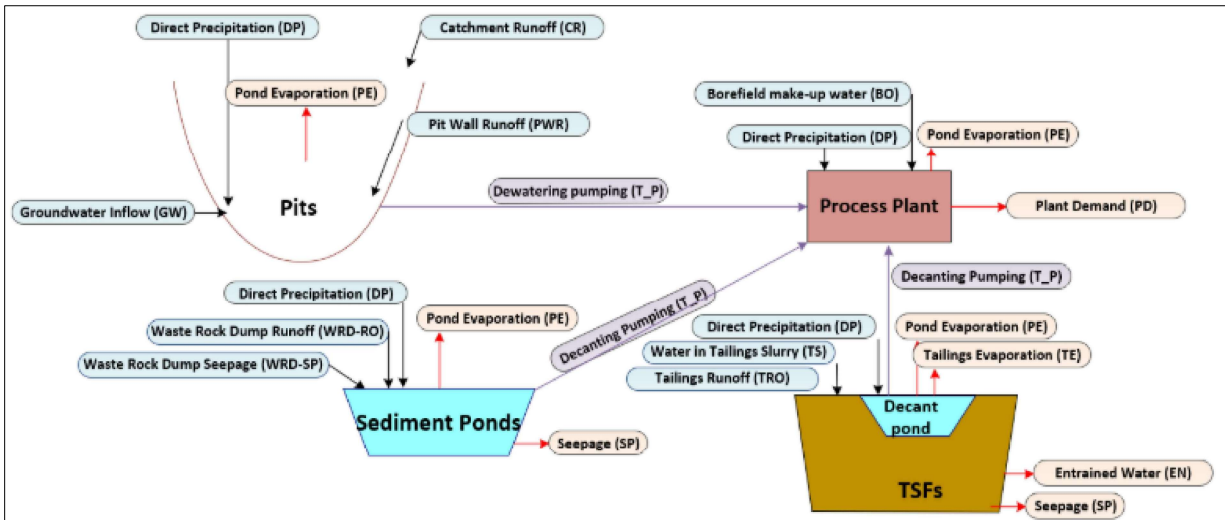 Direct Precipitation (DP)
Catchment Runoff (CR)
Pond Evaporation (PE)
Pit Wall Runoff (PWR)
Groundwater Inflow (GW)
Pits
Dewatering pumping (T_P)
Borefield make-up water (BO)
Direct Precipitation (DP)
Pond Evaporation (PE)
Process Plant
Plant Demand (PD)
Direct Precipitation (DP)
Waste Rock Dump Runoff (WRD-RO)
Waste Rock Dump Seepage (WRD-SP)
Pond Evaporation (PE)
Decanting Pumping (T_P)
Sediment Ponds
Seepage (SP)
Decanting Pumping (T_P)
Direct Precipitation (DP)
Water in Tailings Slurry (TS)
Tailings Runoff (TRO)
Pond Evaporation (PE)
Tailings Evaporation (TE)
Decant
pond
TSFs
Entrained Water (EN)
Seepage (SP)